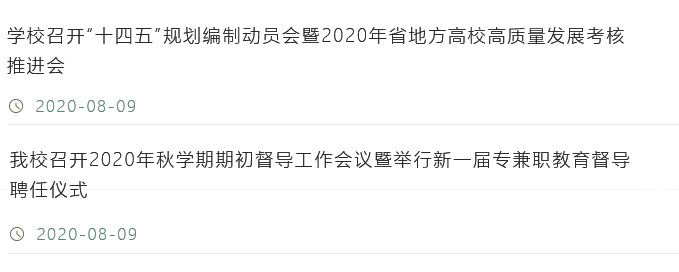 学校召开“十四五”规划编制动员会暨2020年省地方高校高质量发展考核
推进会
2020-08-09
我校召开2020年秋学期期初督导工作会议暨举行新一届专兼职教育督导
聘任仪式
2020-08-09